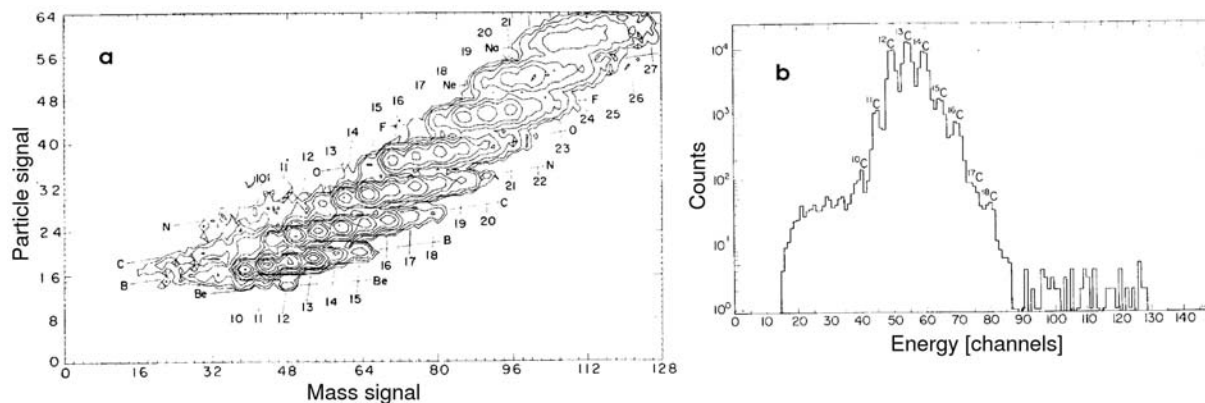 a
Particle signal
64
56
48
40
32
24
16
8
0
0
16
32
48
64
80
96
112
128
Mass signal
21
20
19
Na
18
Ne
17
16
15
F
14
13
12
O
11
10
N
C
B
Be
10
11
12
13
14
15
Be
16
17
18
B
19
20
C
21
22
N
23
O
24
25
F
26
27
b
Counts
10⁴
10³
10²
10¹
10⁰
¹⁰C
¹¹C
¹²C
¹³C
¹⁴C
¹⁵C
¹⁶C
¹⁷C
¹⁸C
0
10
20
30
40
50
60
70
80
90
100
110
120
130
140
Energy [channels]